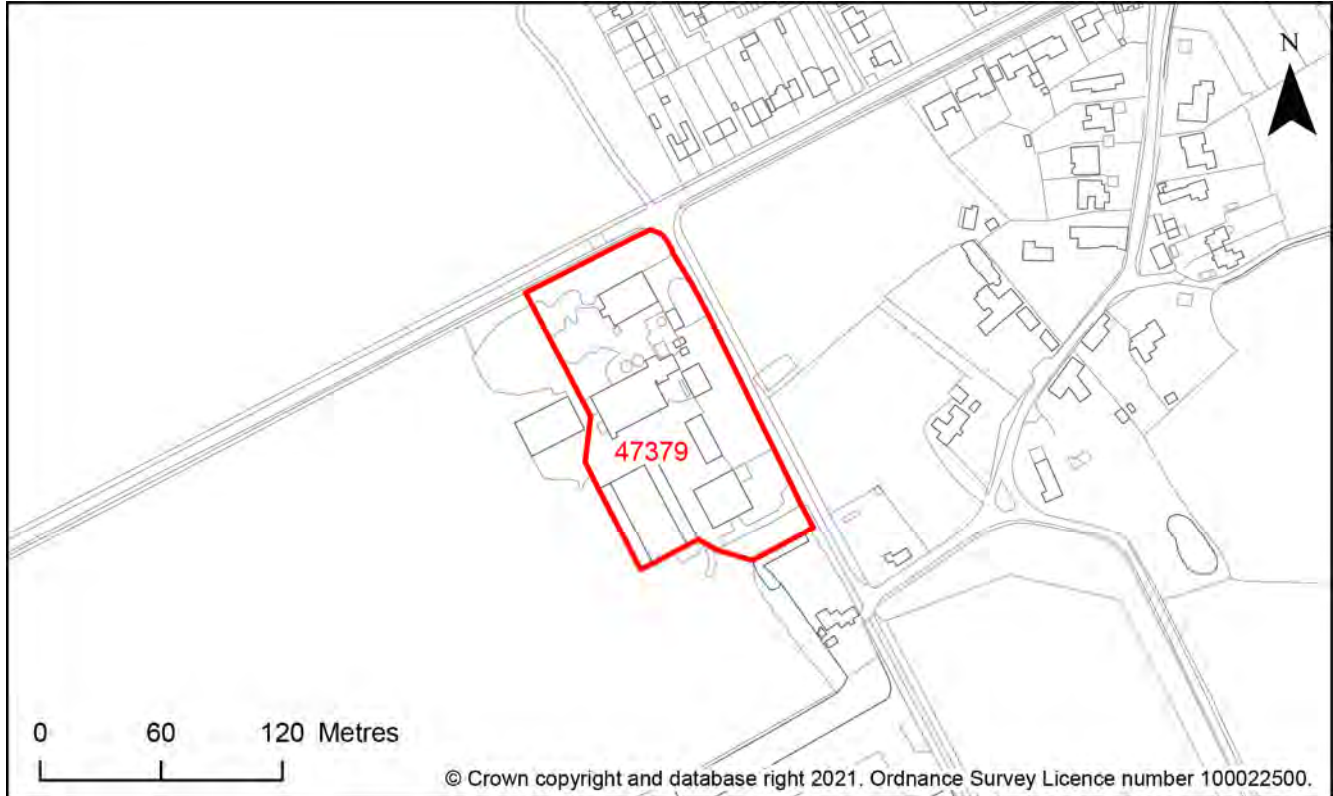 N
47379
0 60 120 Metres
© Crown copyright and database right 2021. Ordnance Survey Licence number 100022500.